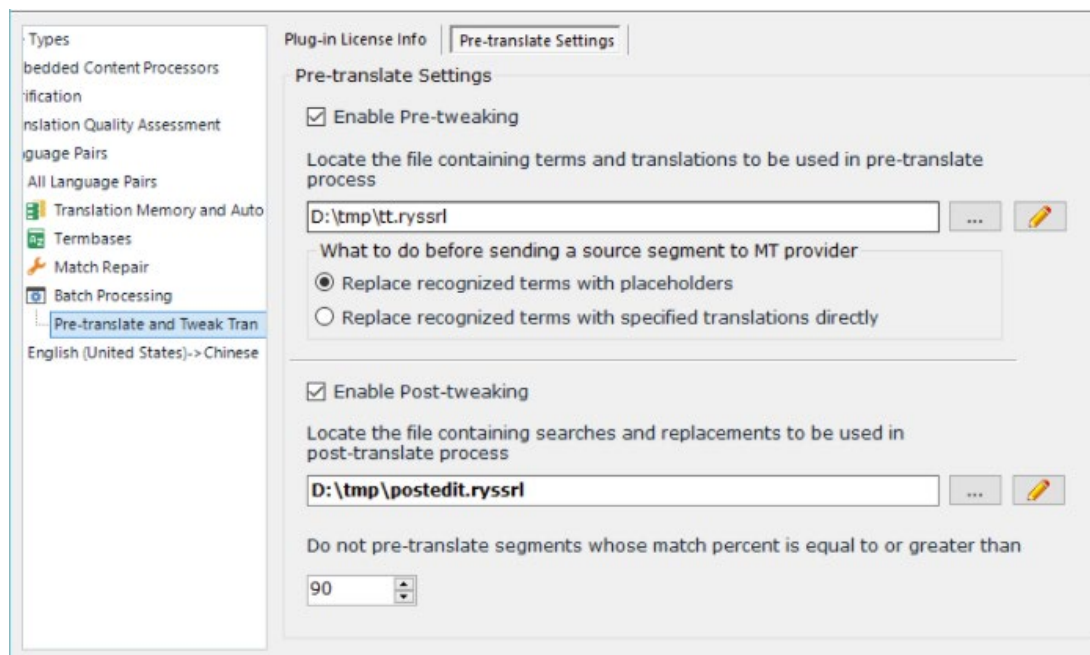 Types
bedded Content Processors
ification
nslation Quality Assessment
guage Pairs
All Language Pairs
Translation Memory and Auto
Termbases
Match Repair
Batch Processing
Pre-translate and Tweak Tran
English (United States)->Chinese
Plug-in License Info
Pre-translate Settings
Pre-translate Settings
Enable Pre-tweaking
Locate the file containing terms and translations to be used in pre-translate
process
D:\tmp\tt.ryssrl
...
What to do before sending a source segment to MT provider
Replace recognized terms with placeholders
Replace recognized terms with specified translations directly
Enable Post-tweaking
Locate the file containing searches and replacements to be used in
post-translate process
D:\tmp\postedit.ryssrl
...
Do not pre-translate segments whose match percent is equal to or greater than
90